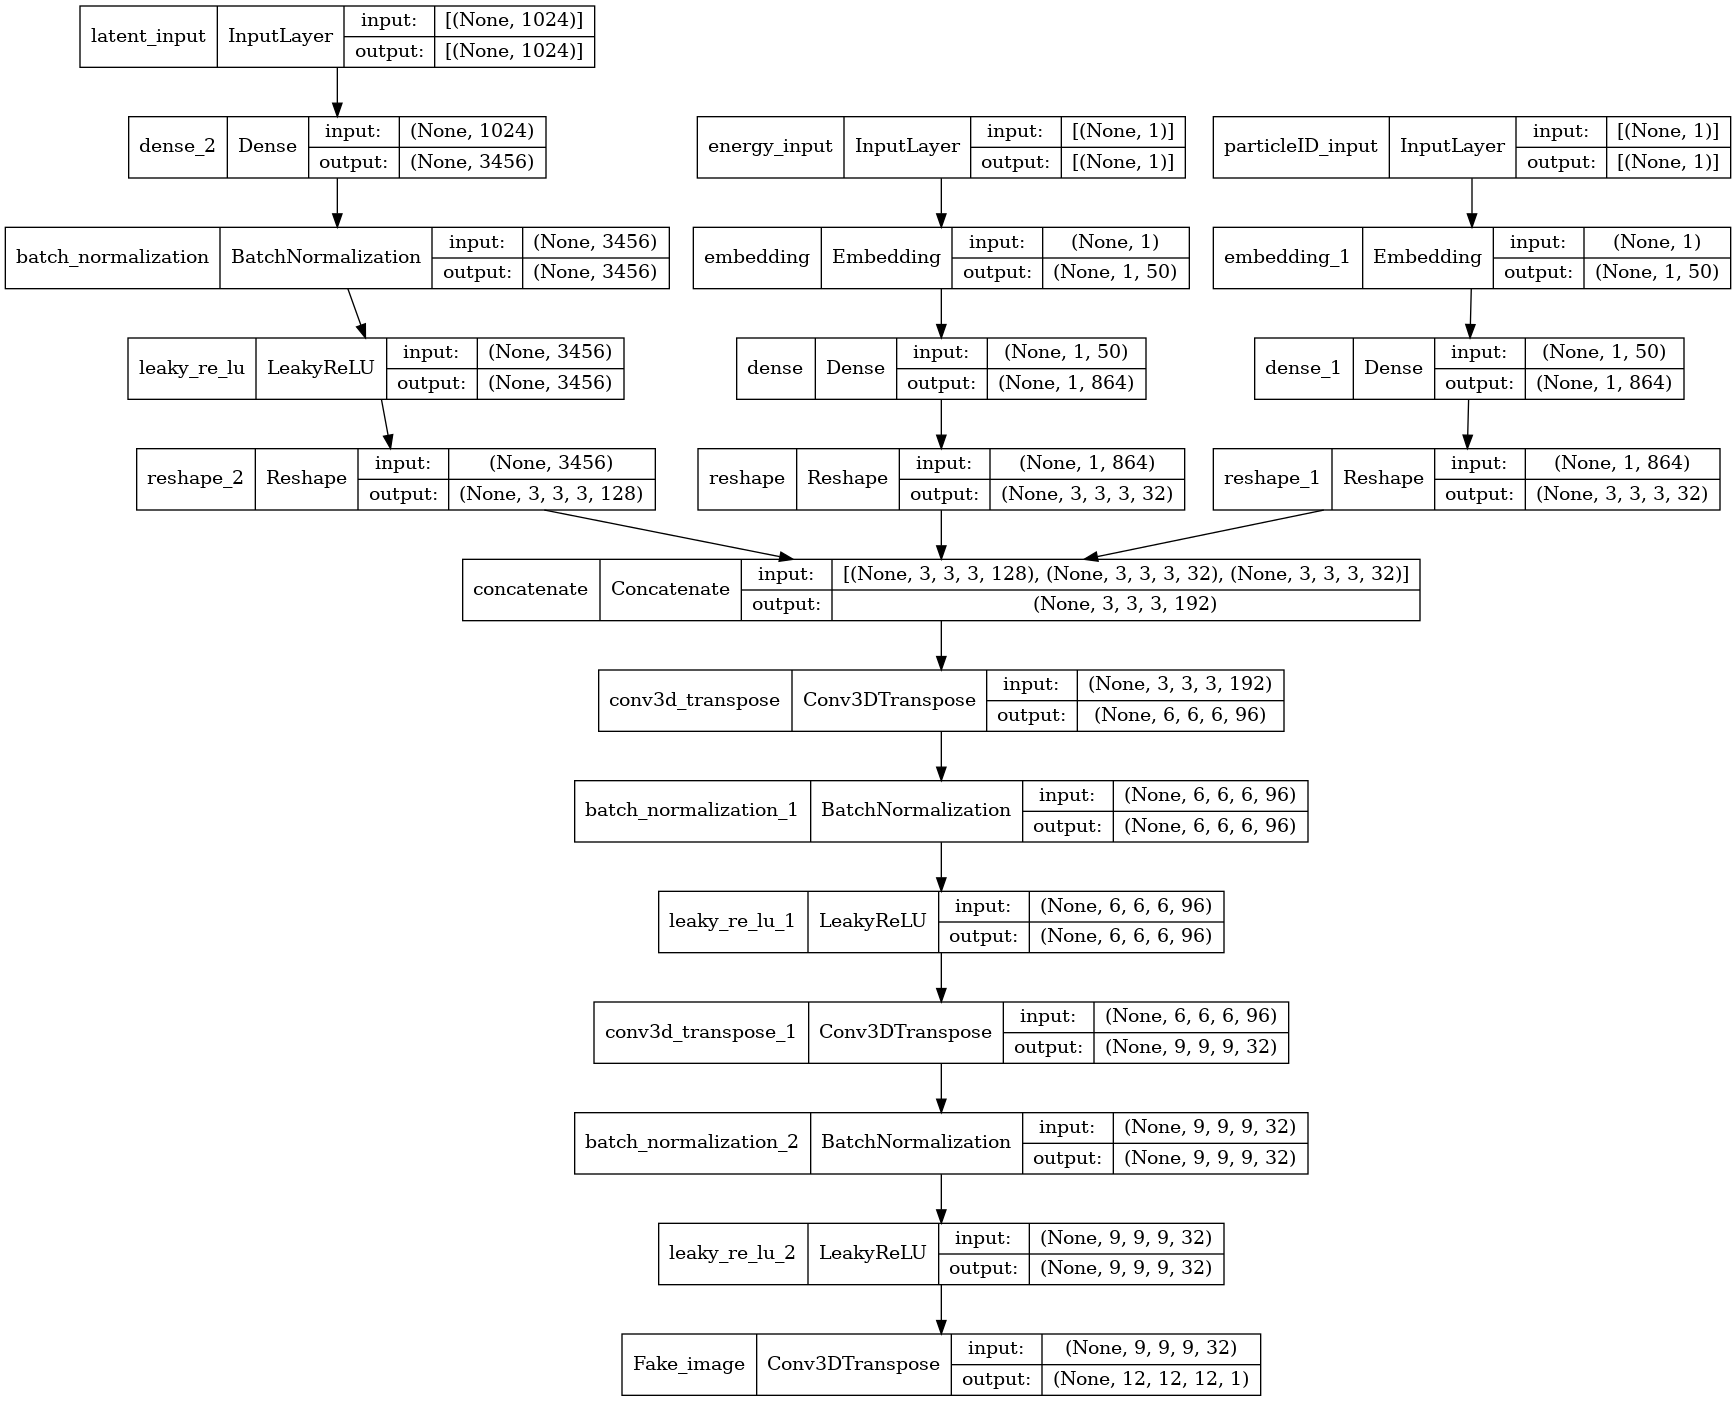 latent_input InputLayer input: [(None, 1024)]
output: [(None, 1024)]
dense_2 Dense input: (None, 1024)
output: (None, 3456)
energy_input InputLayer input: [(None, 1)]
output: [(None, 1)]
particleID_input InputLayer input: [(None, 1)]
output: [(None, 1)]
batch_normalization BatchNormalization input: (None, 3456)
output: (None, 3456)
embedding Embedding input: (None, 1)
output: (None, 1, 50)
embedding_1 Embedding input: (None, 1)
output: (None, 1, 50)
leaky_re_lu LeakyReLU input: (None, 3456)
output: (None, 3456)
dense Dense input: (None, 1, 50)
output: (None, 1, 864)
dense_1 Dense input: (None, 1, 50)
output: (None, 1, 864)
reshape_2 Reshape input: (None, 3456)
output: (None, 3, 3, 3, 128)
reshape Reshape input: (None, 1, 864)
output: (None, 3, 3, 3, 32)
reshape_1 Reshape input: (None, 1, 864)
output: (None, 3, 3, 3, 32)
concatenate Concatenate input: [(None, 3, 3, 3, 128), (None, 3, 3, 3, 32), (None, 3, 3, 3, 32)]
output: (None, 3, 3, 3, 192)
conv3d_transpose Conv3DTranspose input: (None, 3, 3, 3, 192)
output: (None, 6, 6, 6, 96)
batch_normalization_1 BatchNormalization input: (None, 6, 6, 6, 96)
output: (None, 6, 6, 6, 96)
leaky_re_lu_1 LeakyReLU input: (None, 6, 6, 6, 96)
output: (None, 6, 6, 6, 96)
conv3d_transpose_1 Conv3DTranspose input: (None, 6, 6, 6, 96)
output: (None, 9, 9, 9, 32)
batch_normalization_2 BatchNormalization input: (None, 9, 9, 9, 32)
output: (None, 9, 9, 9, 32)
leaky_re_lu_2 LeakyReLU input: (None, 9, 9, 9, 32)
output: (None, 9, 9, 9, 32)
Fake_image Conv3DTranspose input: (None, 9, 9, 9, 32)
output: (None, 12, 12, 12, 1)